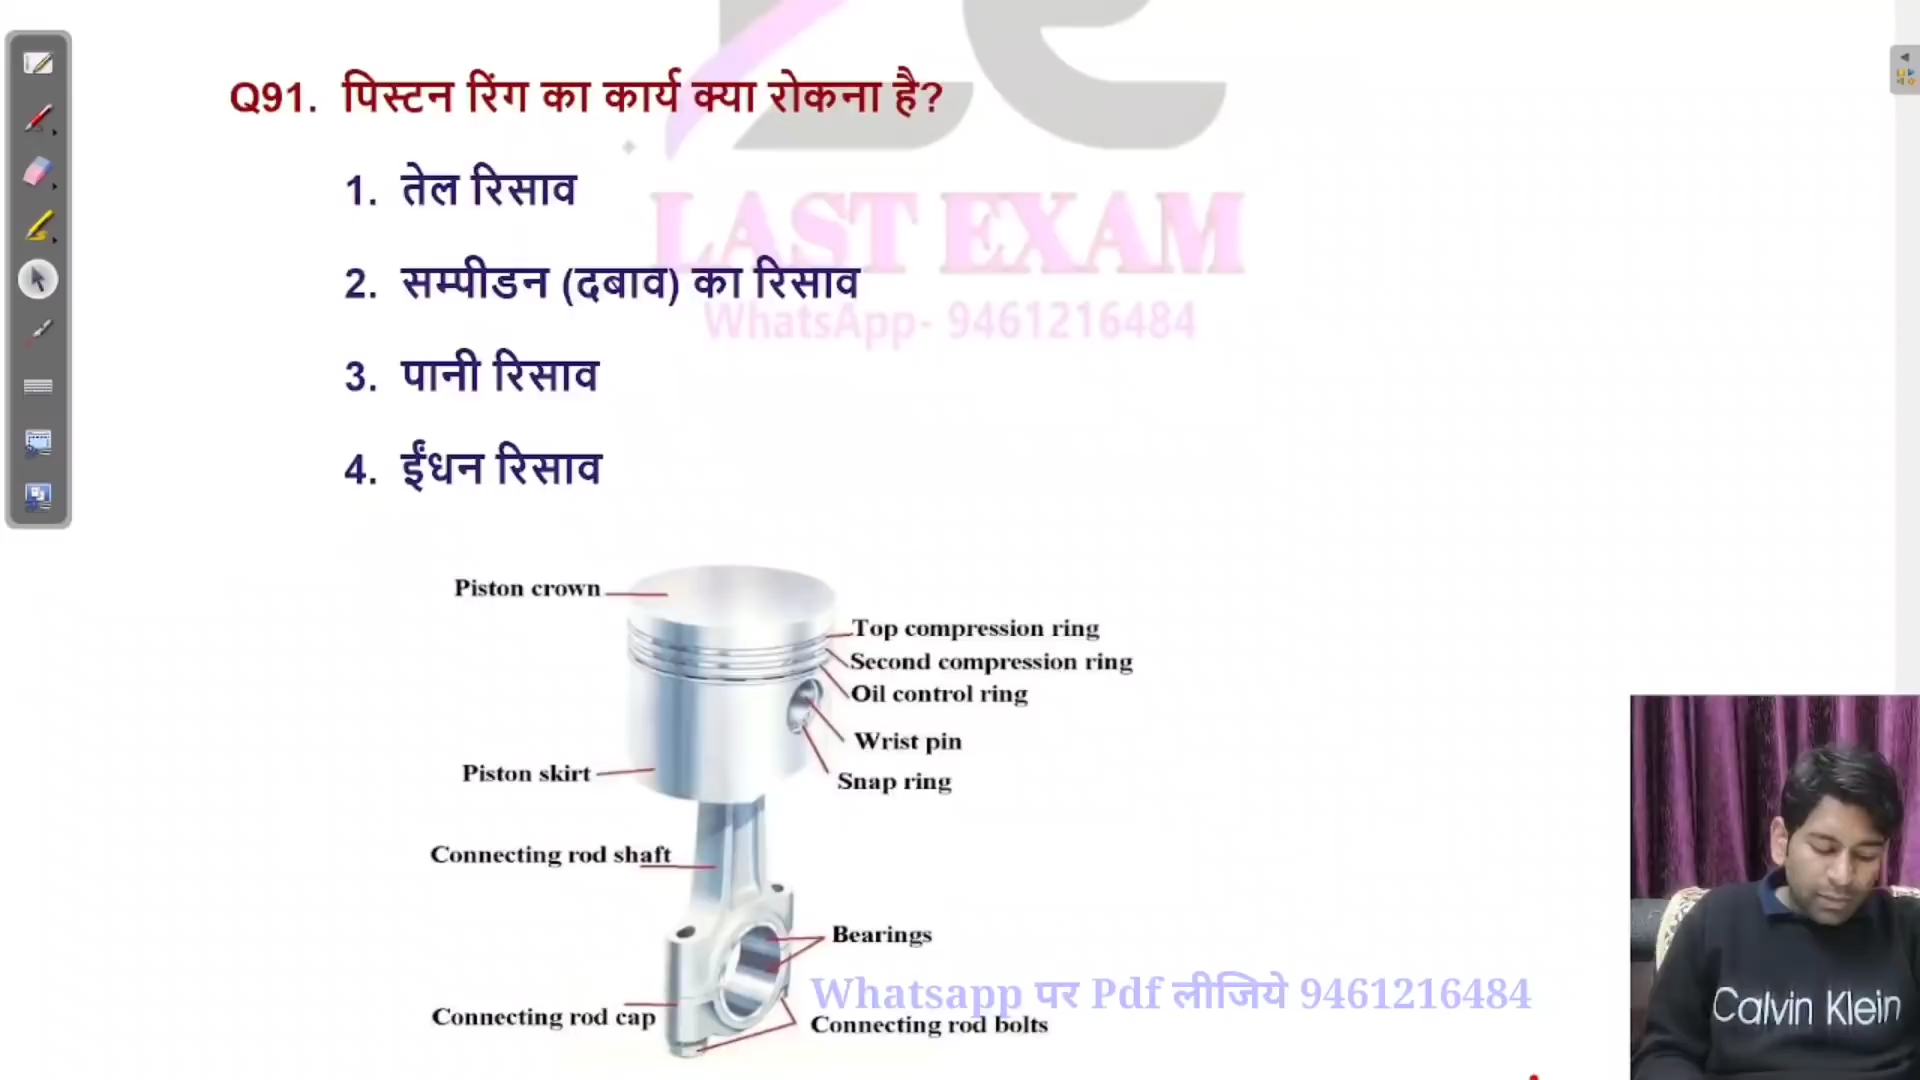 Q91. पिस्टन रिंग का कार्य क्या रोकना है?
1. तेल रिसाव
LAST EXAM
2. सम्पीडन (दबाव) का रिसाव
WhatsApp- 9461216484
3. पानी रिसाव
4. ईंधन रिसाव
Piston crown
Top compression ring
Second compression ring
Oil control ring
Wrist pin
Piston skirt
Snap ring
Connecting rod shaft
Bearings
Whatsapp पर Pdf लीजिये 9461216484
Connecting rod cap
Connecting rod bolts
Calvin Klein